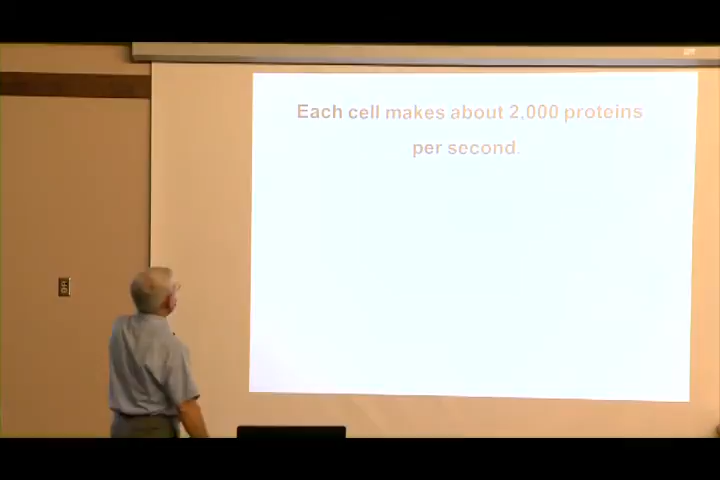 Each cell makes about 2,000 proteins
per second.